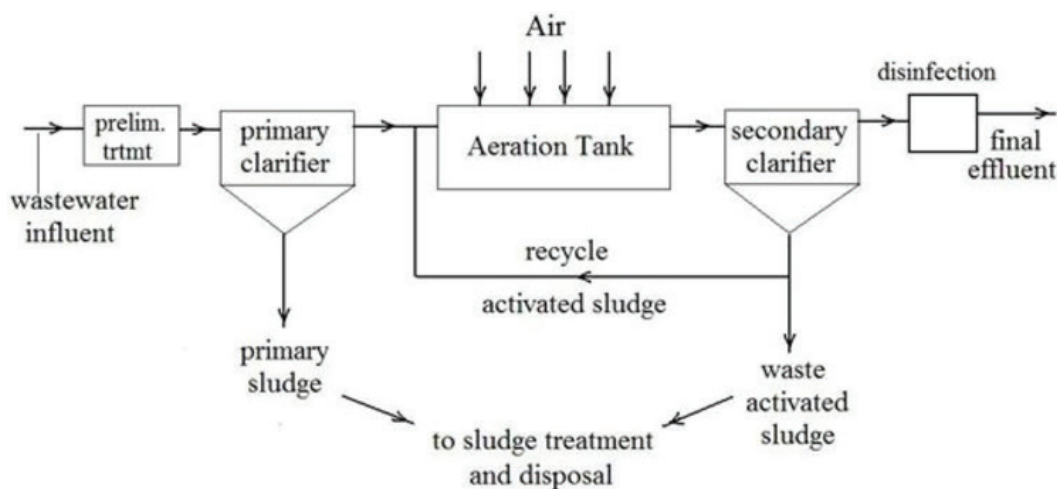 Air
disinfection
prelim.
trtmt
primary
clarifier
Aeration Tank
secondary
clarifier
final
effluent
wastewater
influent
recycle
activated sludge
primary
sludge
waste
activated
sludge
to sludge treatment
and disposal